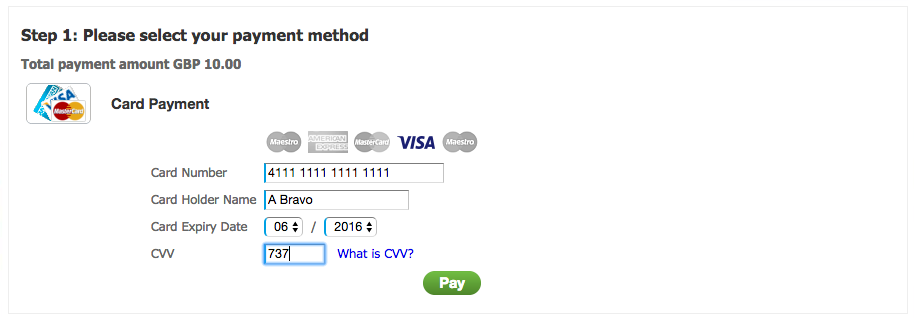 Step 1: Please select your payment method
Total payment amount GBP 10.00
VISA MasterCard
Card Payment
Maestro AMERICAN EXPRESS MasterCard VISA Maestro
Card Number 4111 1111 1111 1111
Card Holder Name A Bravo
Card Expiry Date 06 / 2016
CVV 737 What is CVV?
Pay